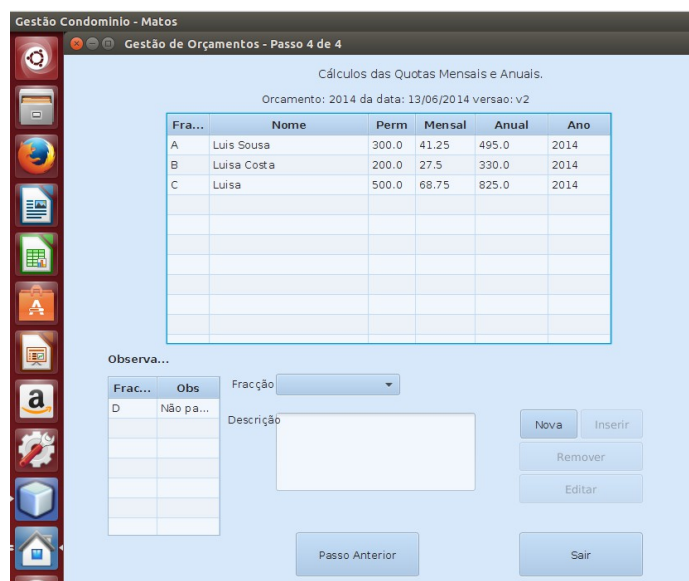 Gestão Condominio - Matos
Gestão de Orçamentos - Passo 4 de 4
Cálculos das Quotas Mensais e Anuais.
Orcamento: 2014 da data: 13/06/2014 versao: v2
Fra... Nome Perm Mensal Anual Ano
A Luis Sousa 300.0 41.25 495.0 2014
B Luisa Costa 200.0 27.5 330.0 2014
C Luisa 500.0 68.75 825.0 2014
Observa...
Frac... Obs
D Não pa...
Fracção
Descrição
Nova Inserir
Remover
Editar
Passo Anterior Sair